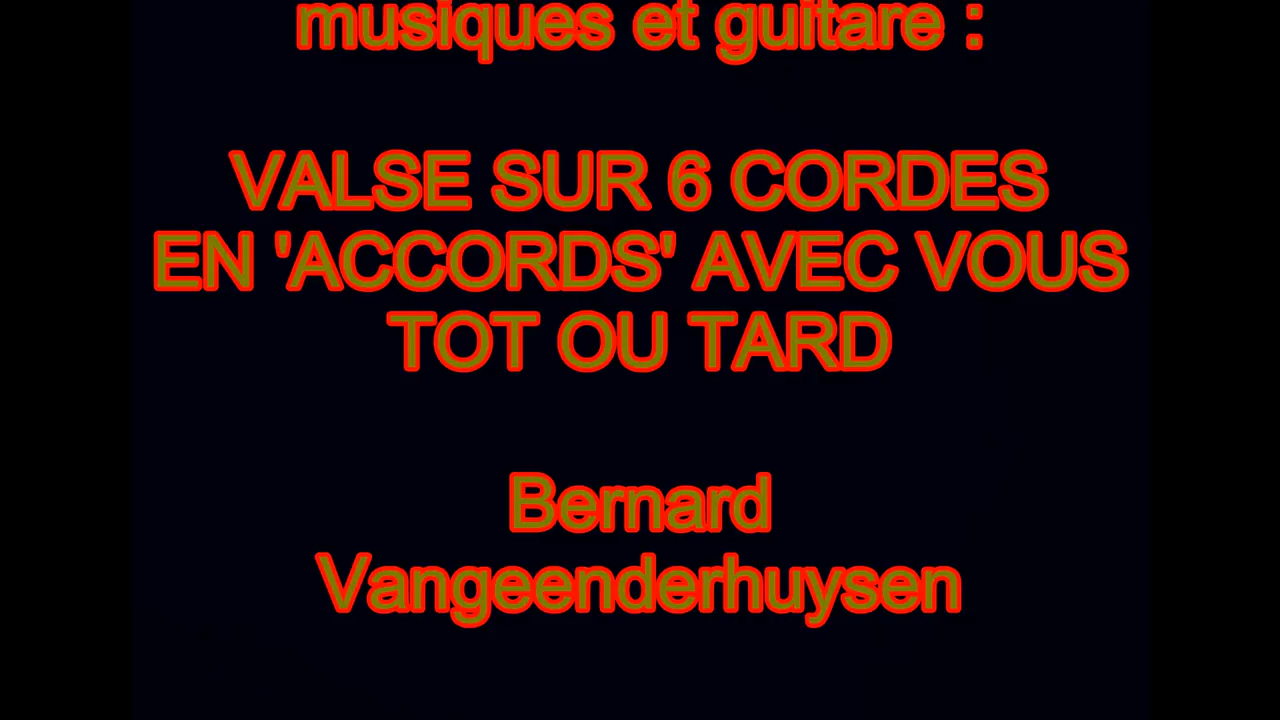 musiques et guitare :
VALSE SUR 6 CORDES
EN 'ACCORDS' AVEC VOUS
TOT OU TARD
Bernard
Vangeenderhuysen